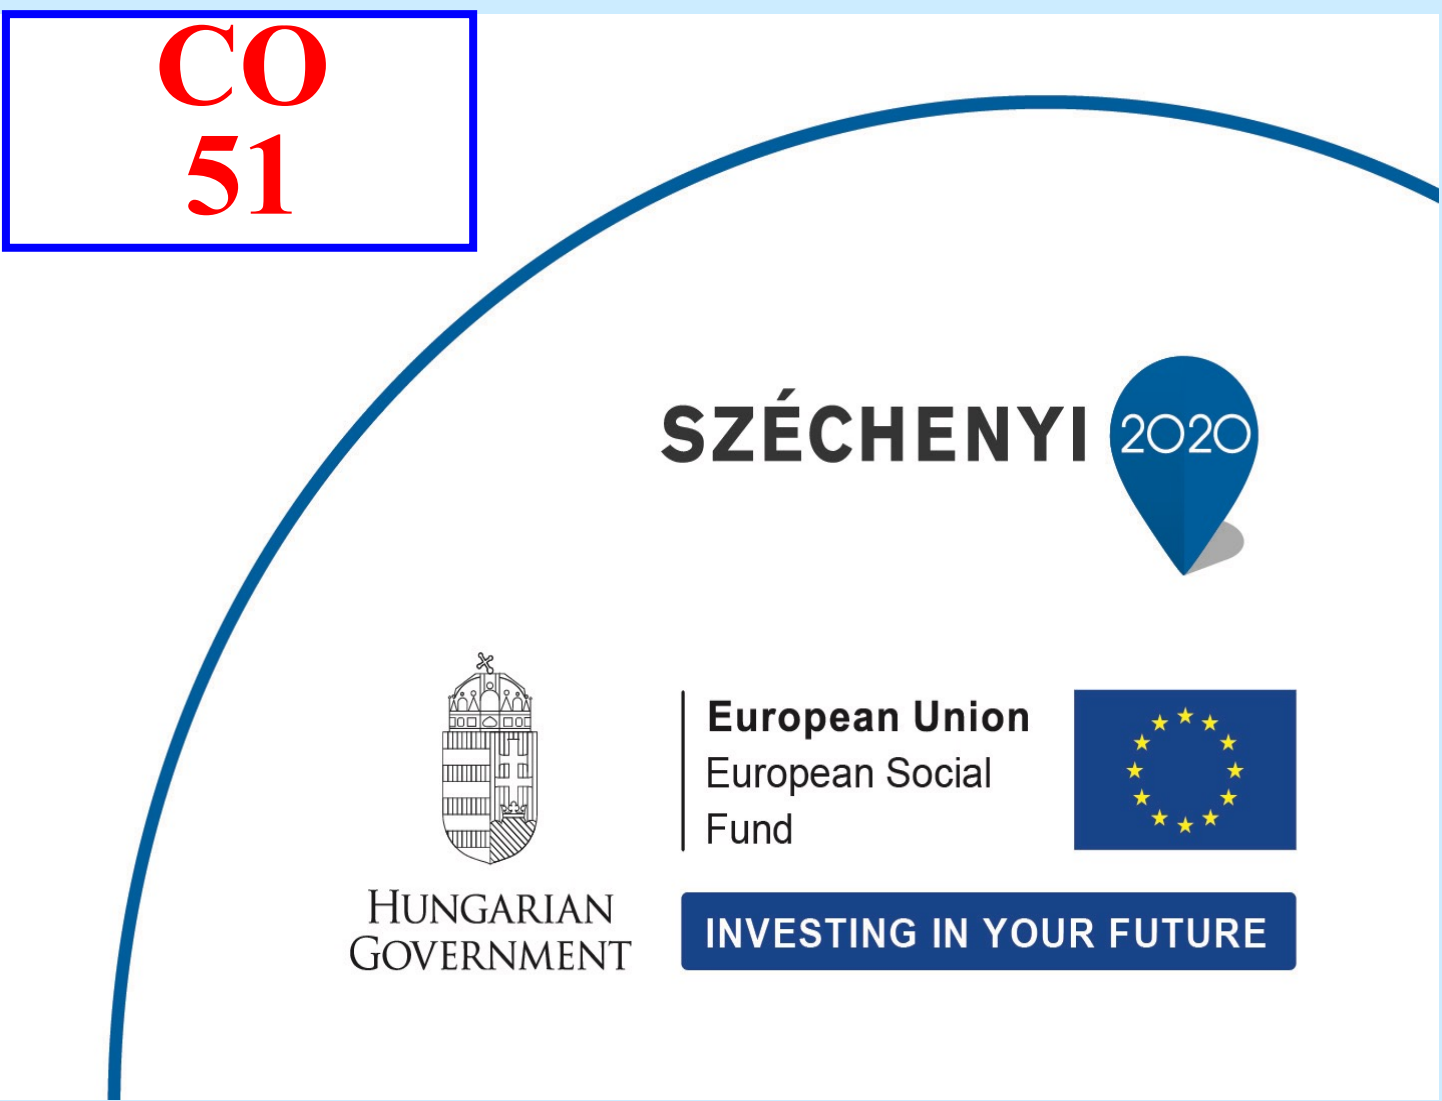 CO
51
SZÉCHENYI 2020
European Union
European Social
Fund
HUNGARIAN
GOVERNMENT
INVESTING IN YOUR FUTURE